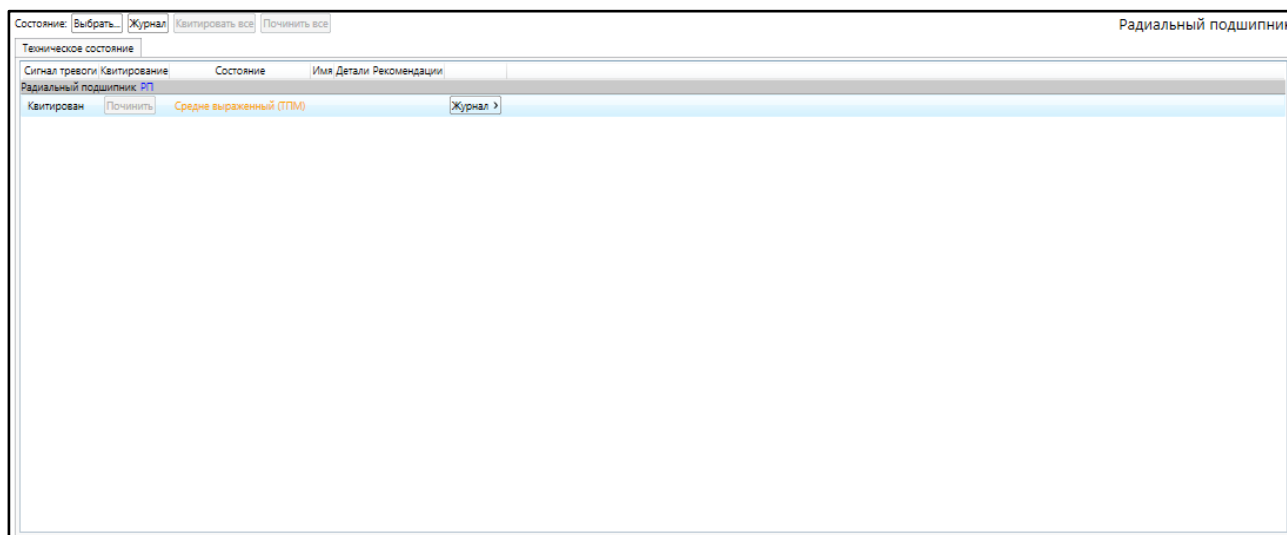 Состояние: Выбрать... Журнал Квитировать все Починить все Радиальный подшипник
Техническое состояние
Сигнал тревоги Квитирование Состояние Имя Детали Рекомендации
Радиальный подшипник РП
Квитирован Починить Средне выраженный (ТПМ) Журнал >